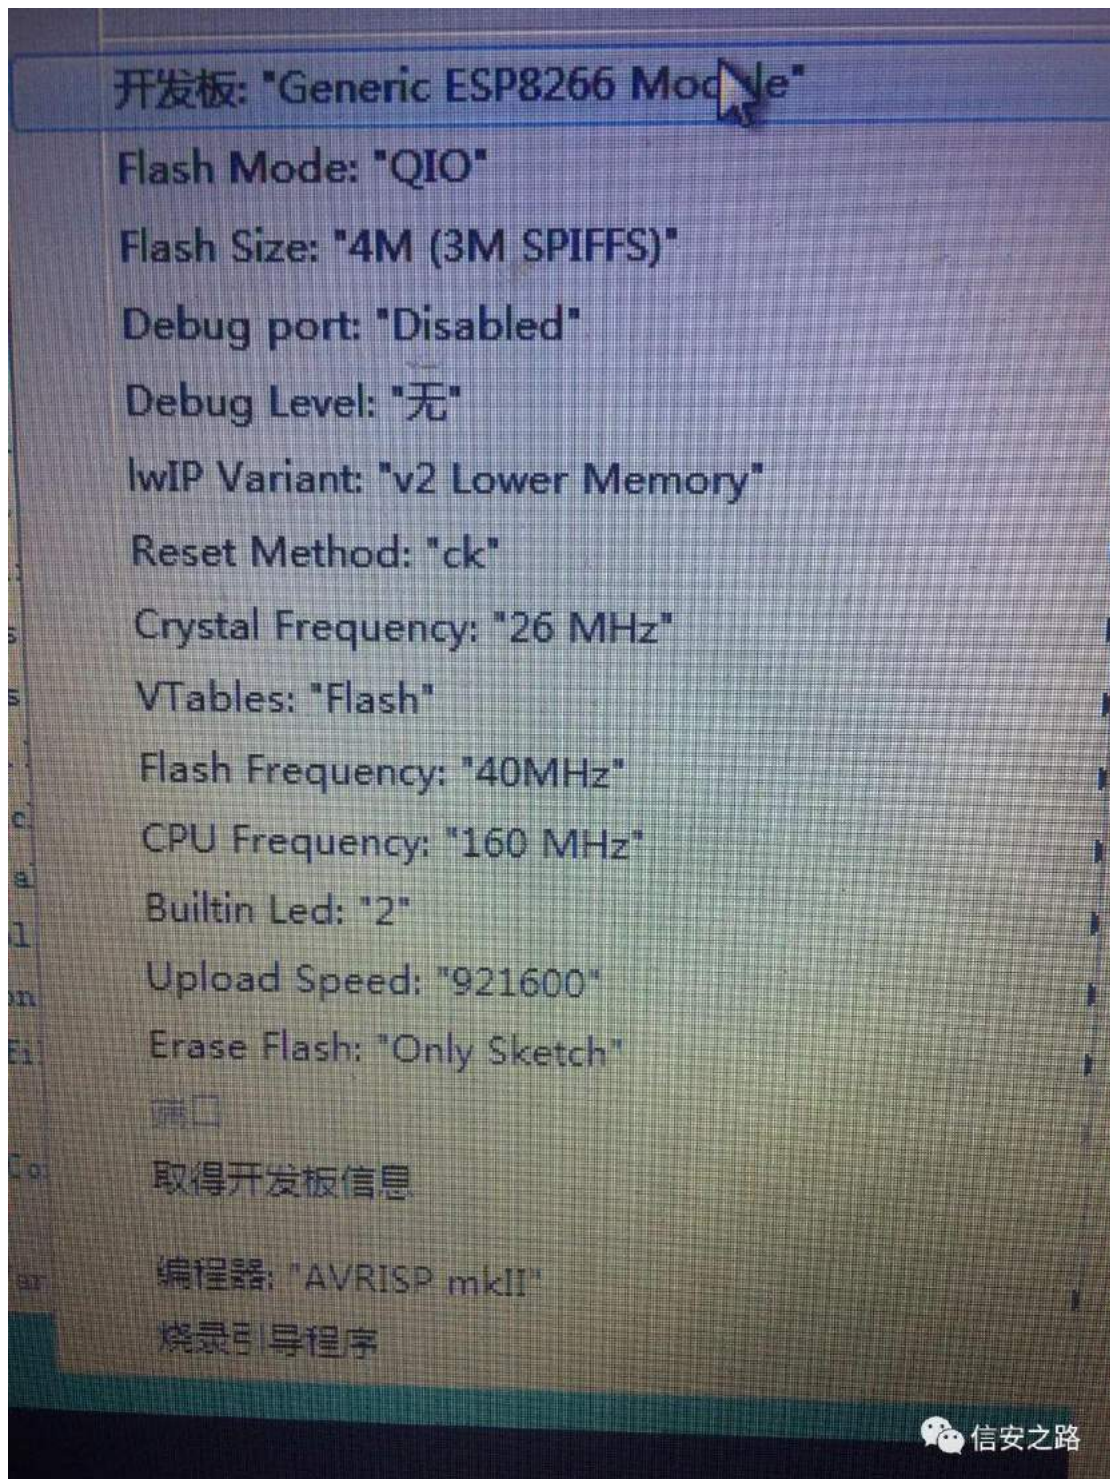 开发板: "Generic ESP8266 Module"
Flash Mode: "QIO"
Flash Size: "4M (3M SPIFFS)"
Debug port: "Disabled"
Debug Level: "无"
lwIP Variant: "v2 Lower Memory"
Reset Method: "ck"
Crystal Frequency: "26 MHz"
VTables: "Flash"
Flash Frequency: "40MHz"
CPU Frequency: "160 MHz"
Builtin Led: "2"
Upload Speed: "921600"
Erase Flash: "Only Sketch"
端口
取得开发板信息
编程器: "AVRISP mkII"
烧录引导程序
信安之路